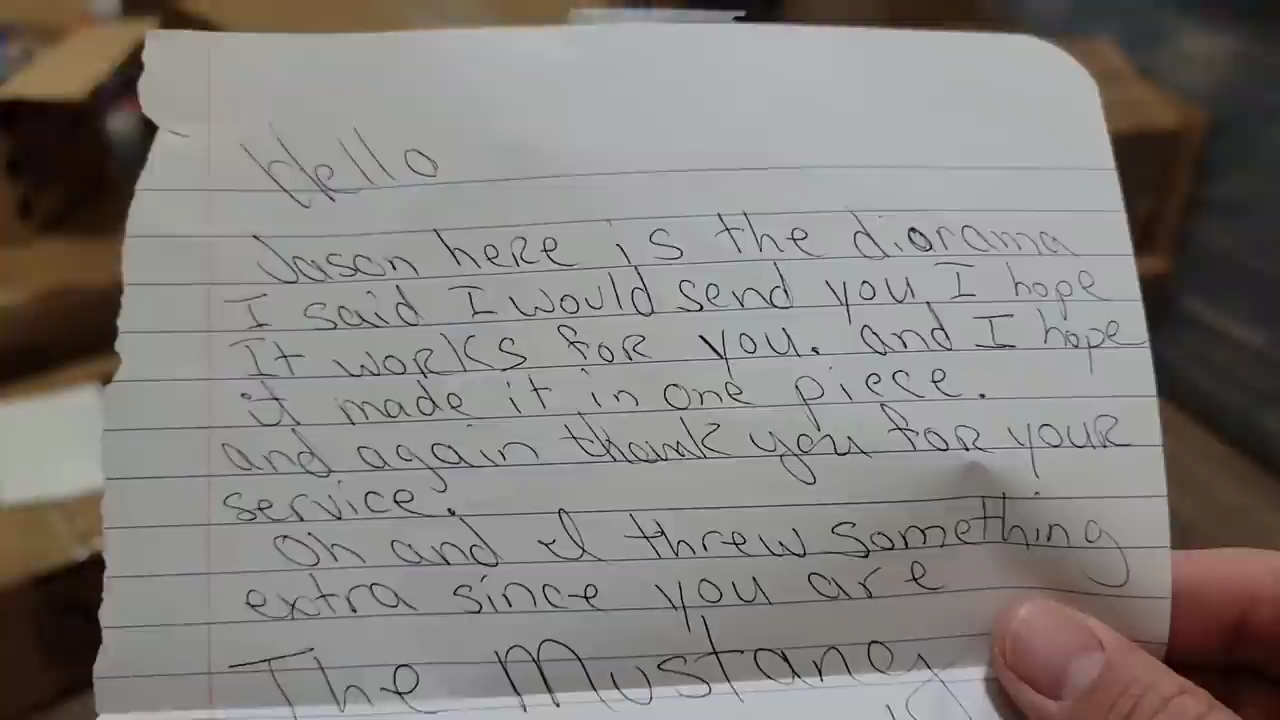 Hello
Jason here is the diorama
I said I would send you, I hope
It works for you. and I hope
it made it in one piece.
and again thank you for your
service.
Oh and I threw something
extra since you are
The Mustang